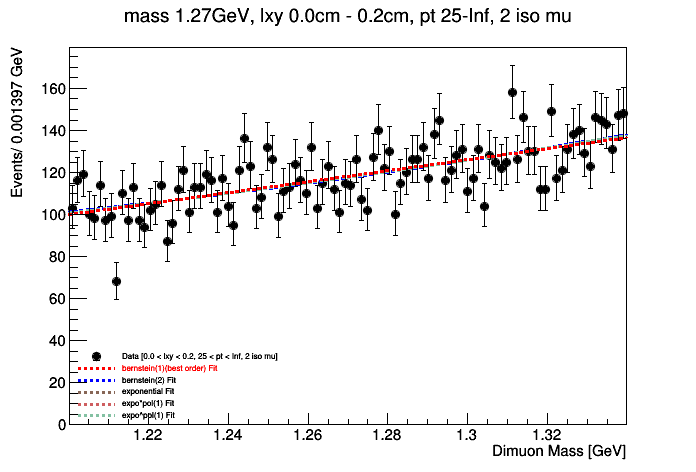 mass 1.27GeV, lxy 0.0cm - 0.2cm, pt 25-Inf, 2 iso mu
Events/ 0.001397 GeV
160
140
120
100
80
60
40
20
0
Data [0.0 < lxy < 0.2, 25 < pt < Inf, 2 iso mu]
bernstein(1)(best order) Fit
bernstein(2) Fit
exponential Fit
expo*pol(1) Fit
expo^ppl(1) Fit
1.22 1.24 1.26 1.28 1.3 1.32
Dimuon Mass [GeV]